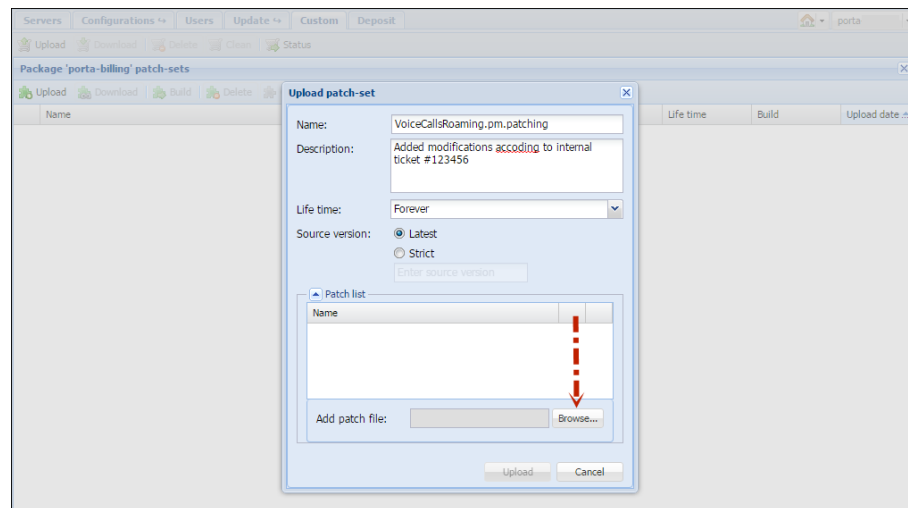 Servers Configurations Users Update Custom Deposit porta
Upload Download Delete Clean Status
Package 'porta-billing' patch-sets
Upload Download Build Delete
Name Life time Build Upload date
Upload patch-set
Name: VoiceCallsRoaming.pm.patching
Description: Added modifications accoding to internal
ticket #123456
Life time: Forever
Source version: Latest
Strict
Enter source version
Patch list
Name
Add patch file: Browse...
Upload Cancel